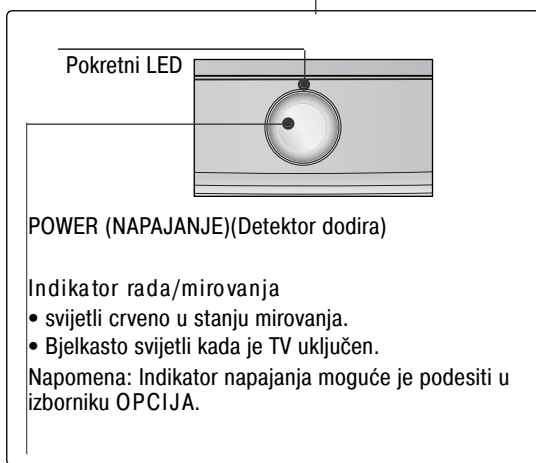 Pokretni LED
POWER (NAPAJANJE)(Detektor dodira)
Indikator rada/mirovanja
• svijetli crveno u stanju mirovanja.
• Bjelkasto svijetli kada je TV uključen.
Napomena: Indikator napajanja moguće je podesiti u
izborniku OPCIJA.